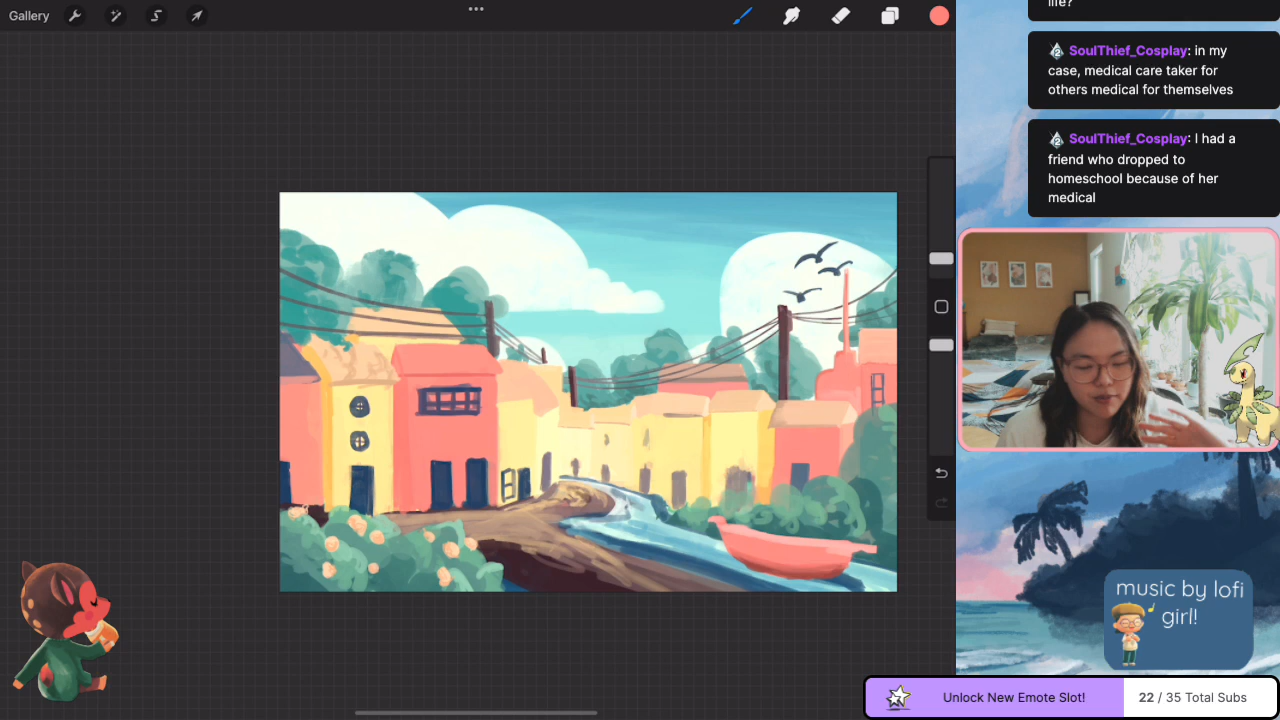 Gallery
life?
SoulThief_Cosplay: in my
case, medical care taker for
others medical for themselves
SoulThief_Cosplay: I had a
friend who dropped to
homeschool because of her
medical
music by lofi
girl!
Unlock New Emote Slot!
22 / 35 Total Subs